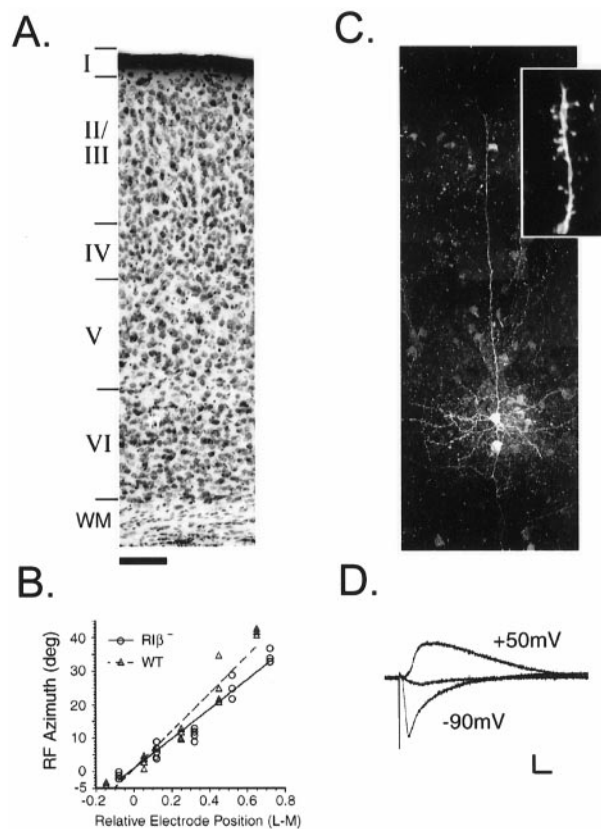 A.
I
II/
III
IV
V
VI
WM
B.
RIβ⁻
WT
RF Azimuth (deg)
40
30
20
10
0
-5
-0.2
0
0.2
0.4
0.6
0.8
Relative Electrode Position (L-M)
C.
D.
+50mV
-90mV